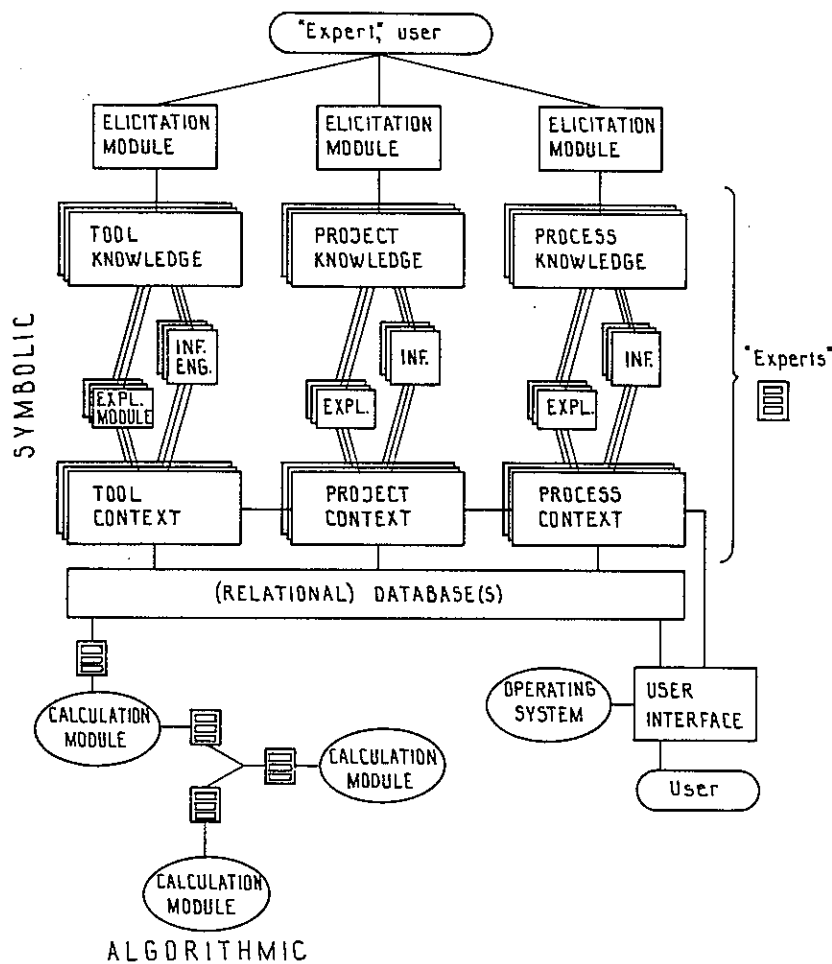 "Expert," user
ELICITATION
MODULE
ELICITATION
MODULE
ELICITATION
MODULE
TOOL
KNOWLEDGE
PROJECT
KNOWLEDGE
PROCESS
KNOWLEDGE
SYMBOLIC
INF.
ENG.
INF.
INF.
"Experts"
EXPL.
MODULE
EXPL.
EXPL.
TOOL
CONTEXT
PROJECT
CONTEXT
PROCESS
CONTEXT
(RELATIONAL) DATABASE(S)
CALCULATION
MODULE
OPERATING
SYSTEM
USER
INTERFACE
CALCULATION
MODULE
User
CALCULATION
MODULE
ALGORITHMIC